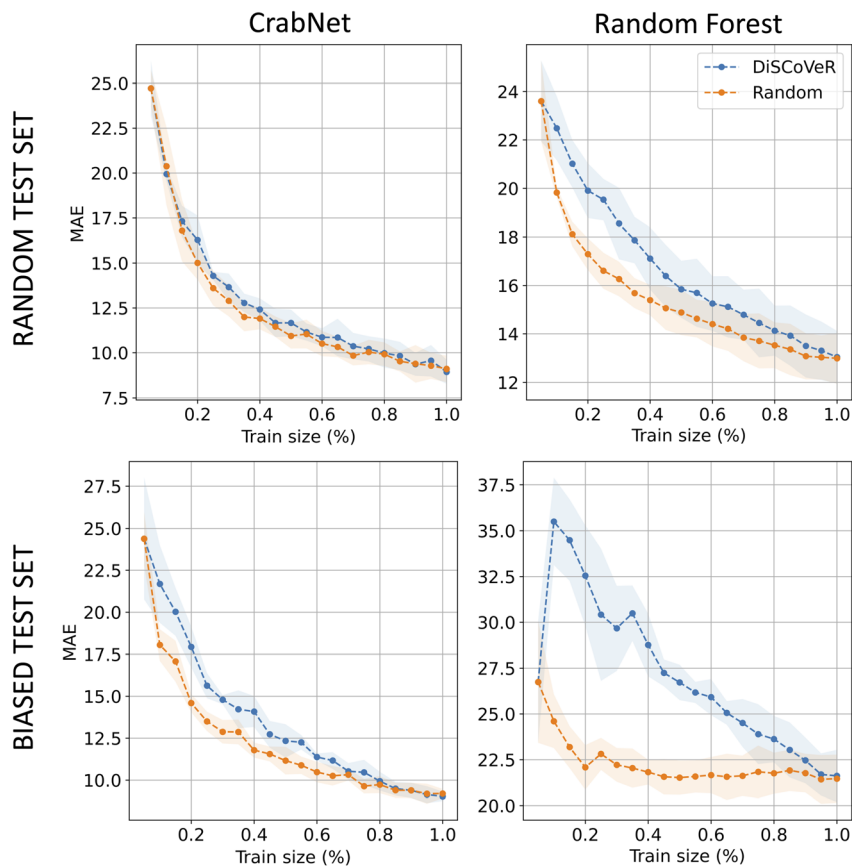 CrabNet
Random Forest
RANDOM TEST SET
MAE
25.0
22.5
20.0
17.5
15.0
12.5
10.0
7.5
0.2 0.4 0.6 0.8 1.0
Train size (%)
DiSCoVeR
Random
24
22
20
18
16
14
12
0.2 0.4 0.6 0.8 1.0
Train size (%)
BIASED TEST SET
MAE
27.5
25.0
22.5
20.0
17.5
15.0
12.5
10.0
0.2 0.4 0.6 0.8 1.0
Train size (%)
37.5
35.0
32.5
30.0
27.5
25.0
22.5
20.0
0.2 0.4 0.6 0.8 1.0
Train size (%)